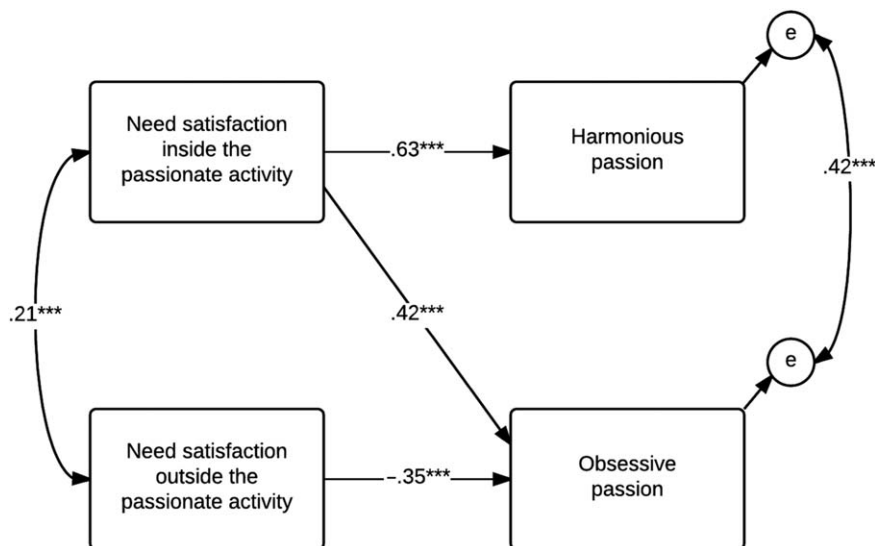 e
Need satisfaction
inside the
passionate activity
.63***
Harmonious
passion
.42***
.21***
.42***
e
Need satisfaction
outside the
passionate activity
–.35***
Obsessive
passion